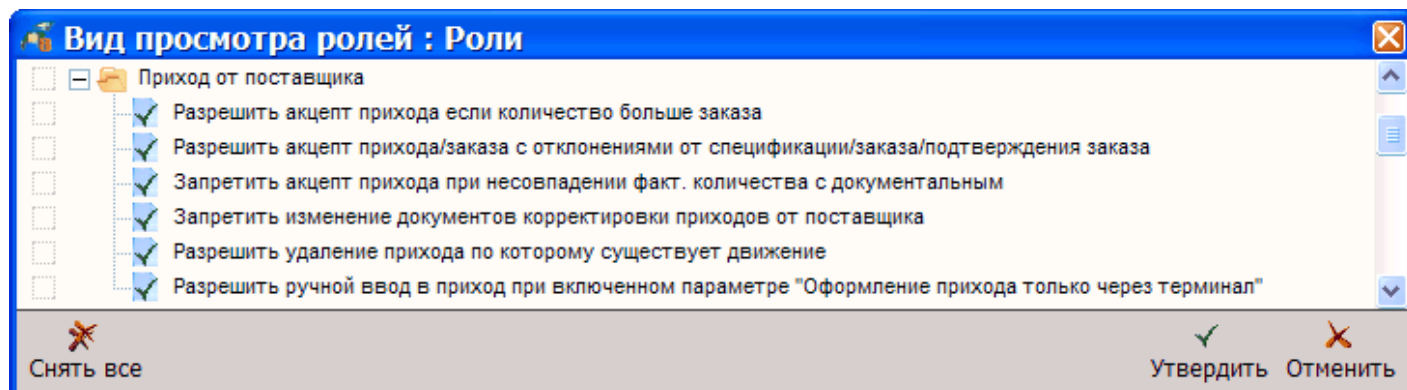 Вид просмотра ролей : Роли
Приход от поставщика
Разрешить акцепт прихода если количество больше заказа
Разрешить акцепт прихода/заказа с отклонениями от спецификации/заказа/подтверждения заказа
Запретить акцепт прихода при несовпадении факт. количества с документальным
Запретить изменение документов корректировки приходов от поставщика
Разрешить удаление прихода по которому существует движение
Разрешить ручной ввод в приход при включенном параметре "Оформление прихода только через терминал"
Снять все
Утвердить Отменить